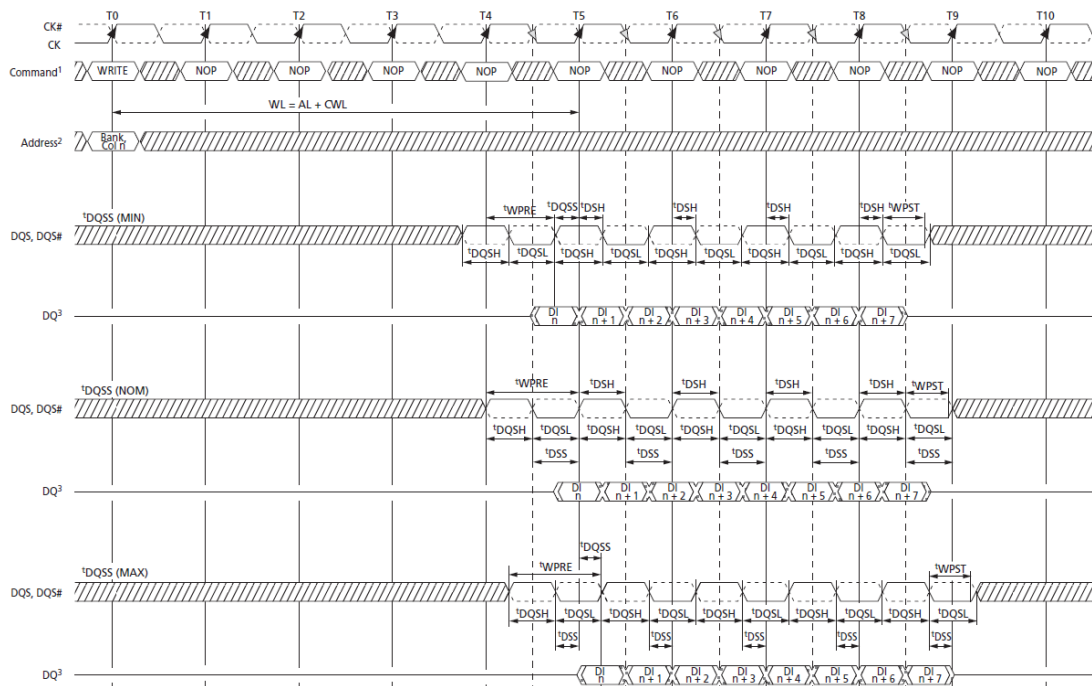 T0 T1 T2 T3 T4 T5 T6 T7 T8 T9 T10
CK#
CK
Command1 WRITE NOP NOP NOP NOP NOP NOP NOP NOP NOP NOP
WL = AL + CWL
Address2 Bank, Col n
tDQSS (MIN) tWPRE tDQSS tDSH tDSH tDSH tDSH tWPST
DQS, DQS#
tDQSH tDQSL tDQSH tDQSL tDQSH tDQSL tDQSH tDQSL tDQSH tDQSL
DQ3 DI n DI n + 1 DI n + 2 DI n + 3 DI n + 4 DI n + 5 DI n + 6 DI n + 7
tDQSS (NOM) tWPRE tDSH tDSH tDSH tDSH tWPST
DQS, DQS#
tDQSH tDQSL tDQSH tDQSL tDQSH tDQSL tDQSH tDQSL tDQSH tDQSL
tDSS tDSS tDSS tDSS tDSS
DQ3 DI n DI n + 1 DI n + 2 DI n + 3 DI n + 4 DI n + 5 DI n + 6 DI n + 7
tDQSS
tDQSS (MAX) tWPRE tWPST
DQS, DQS#
tDQSH tDQSL tDQSH tDQSL tDQSH tDQSL tDQSH tDQSL tDQSH tDQSL
tDSS tDSS tDSS tDSS tDSS
DQ3 DI n DI n + 1 DI n + 2 DI n + 3 DI n + 4 DI n + 5 DI n + 6 DI n + 7